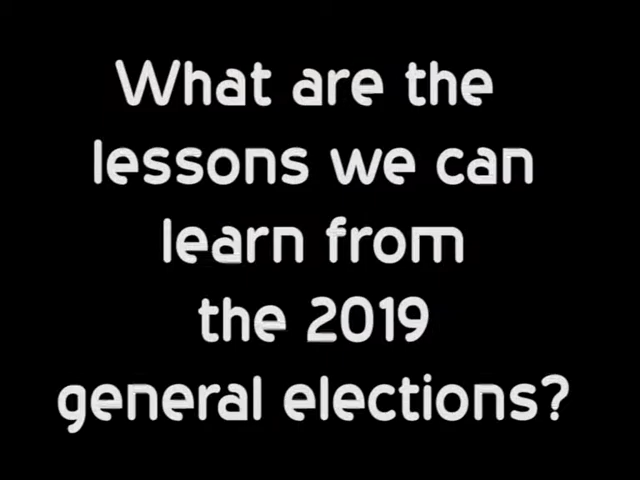 What are the
lessons we can
learn from
the 2019
general elections?